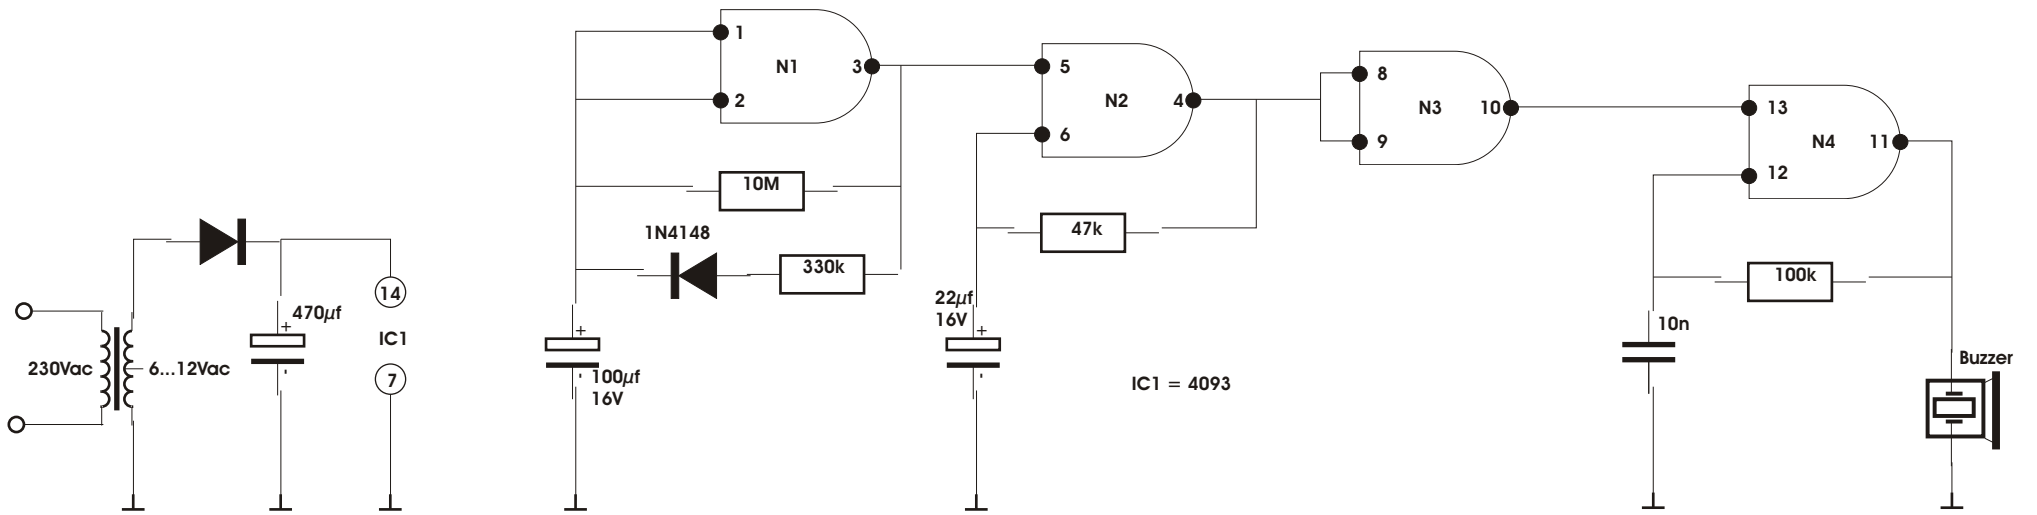 230Vac
6...12Vac
+
470µf
14
IC1
7
1
2
N1
3
10M
1N4148
330k
+
100µf
16V
5
6
N2
4
47k
22µf
16V
+
IC1 = 4093
8
9
N3
10
13
12
N4
11
100k
10n
Buzzer